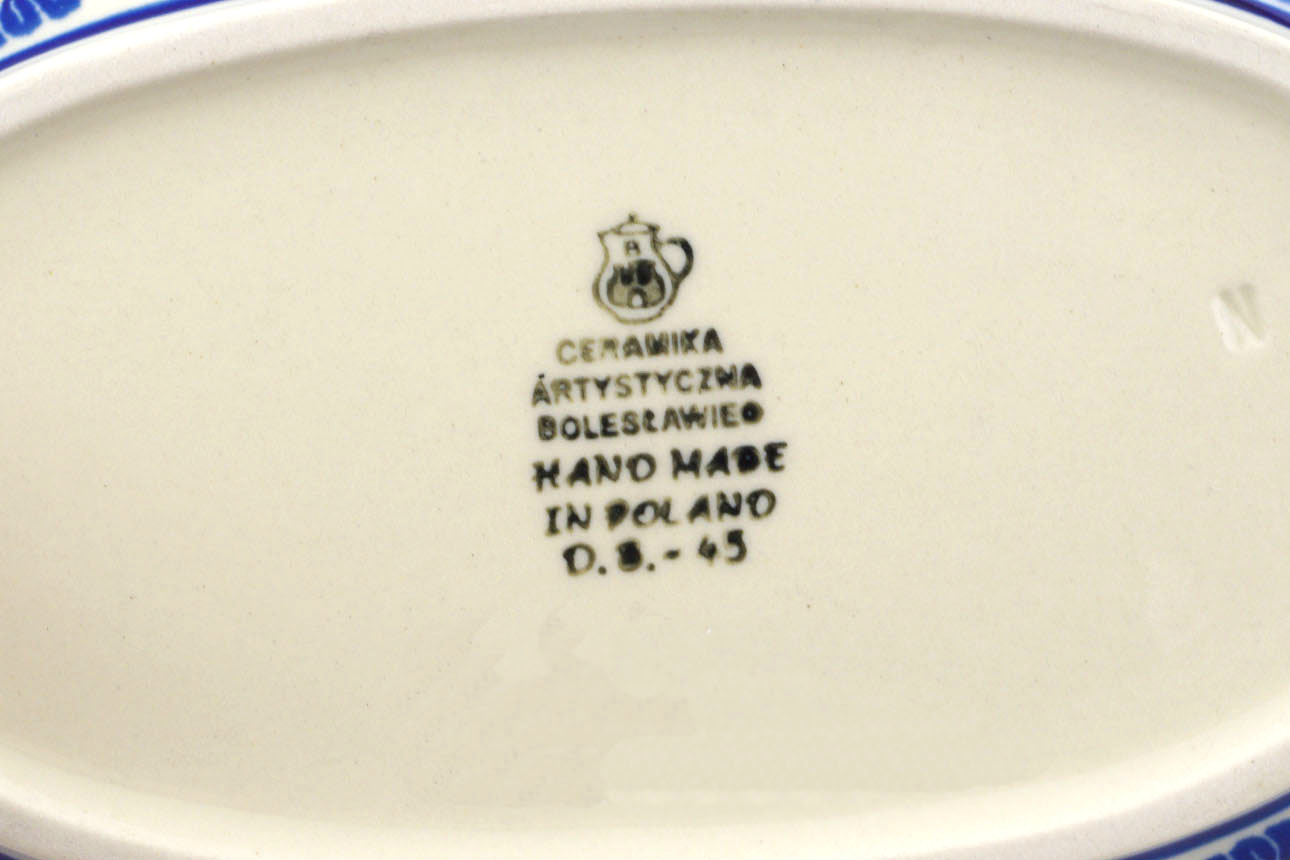 B
CERAMIKA
ARTYSTYCZNA
BOLESŁAWIEC
HAND MADE
IN POLAND
D.B.-45
N